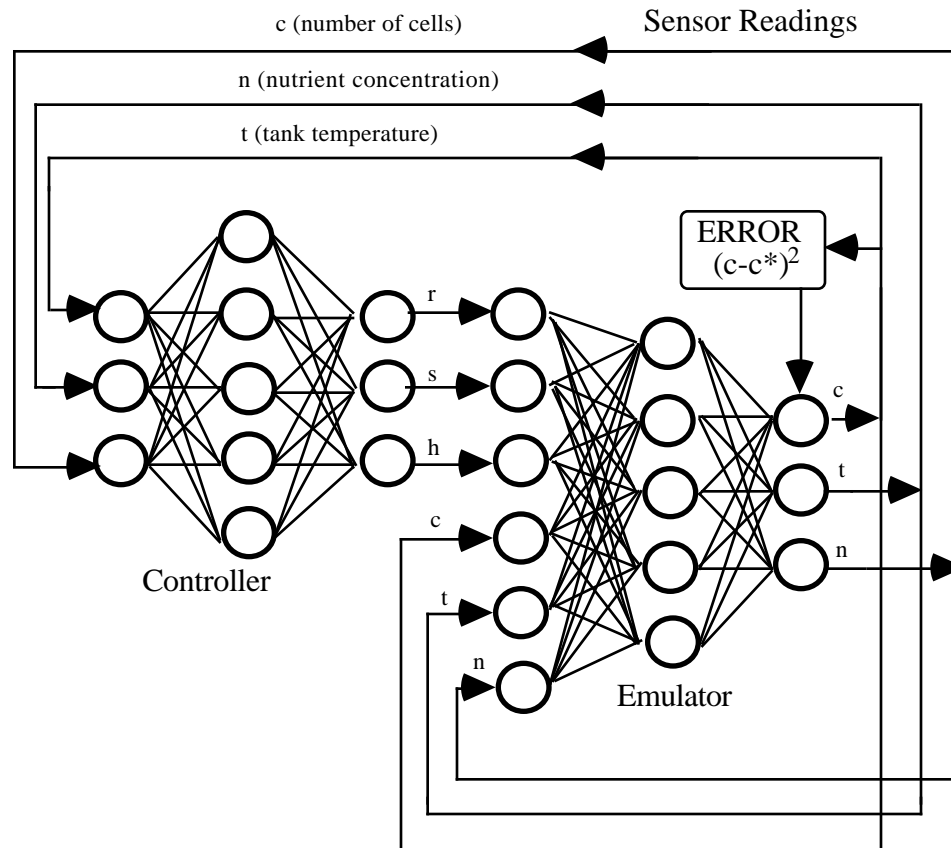 Sensor Readings
c (number of cells)
n (nutrient concentration)
t (tank temperature)
ERROR
(c-c*)²
r
s
h
c
t
n
c
t
n
Controller
Emulator